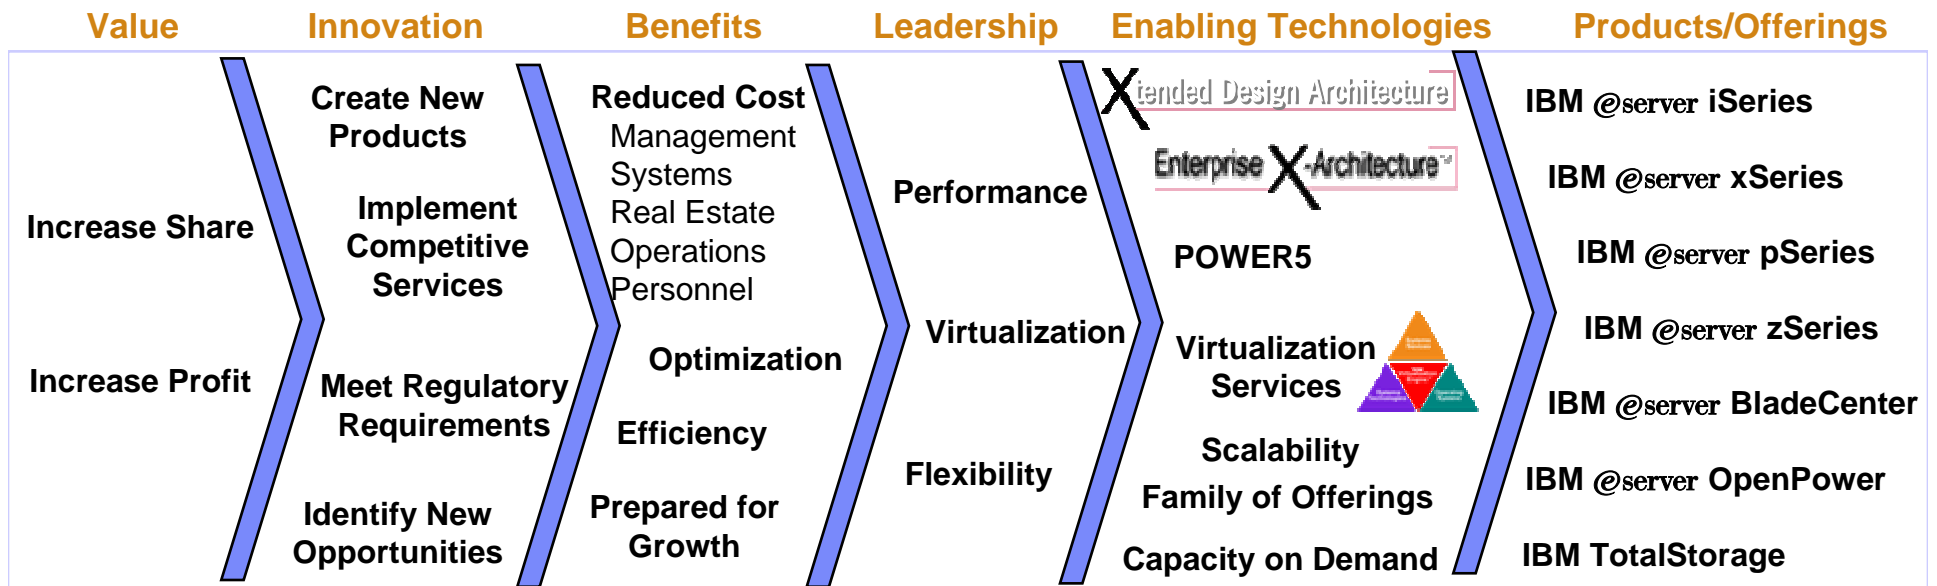 Value
Innovation
Benefits
Leadership
Enabling Technologies
Products/Offerings
Increase Share
Increase Profit
Create New
Products
Implement
Competitive
Services
Meet Regulatory
Requirements
Identify New
Opportunities
Reduced Cost
Management
Systems
Real Estate
Operations
Personnel
Optimization
Efficiency
Prepared for
Growth
Performance
Virtualization
Flexibility
Xtended Design Architecture
Enterprise X-Architecture™
POWER5
Virtualization
Services
Scalability
Family of Offerings
Capacity on Demand
IBM @server iSeries
IBM @server xSeries
IBM @server pSeries
IBM @server zSeries
IBM @server BladeCenter
IBM @server OpenPower
IBM TotalStorage